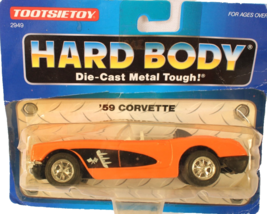 TOOTSIETOY
2940
FOR AGES OVER
HARD BODY
Die-Cast Metal Tough!®
'59 CORVETTE